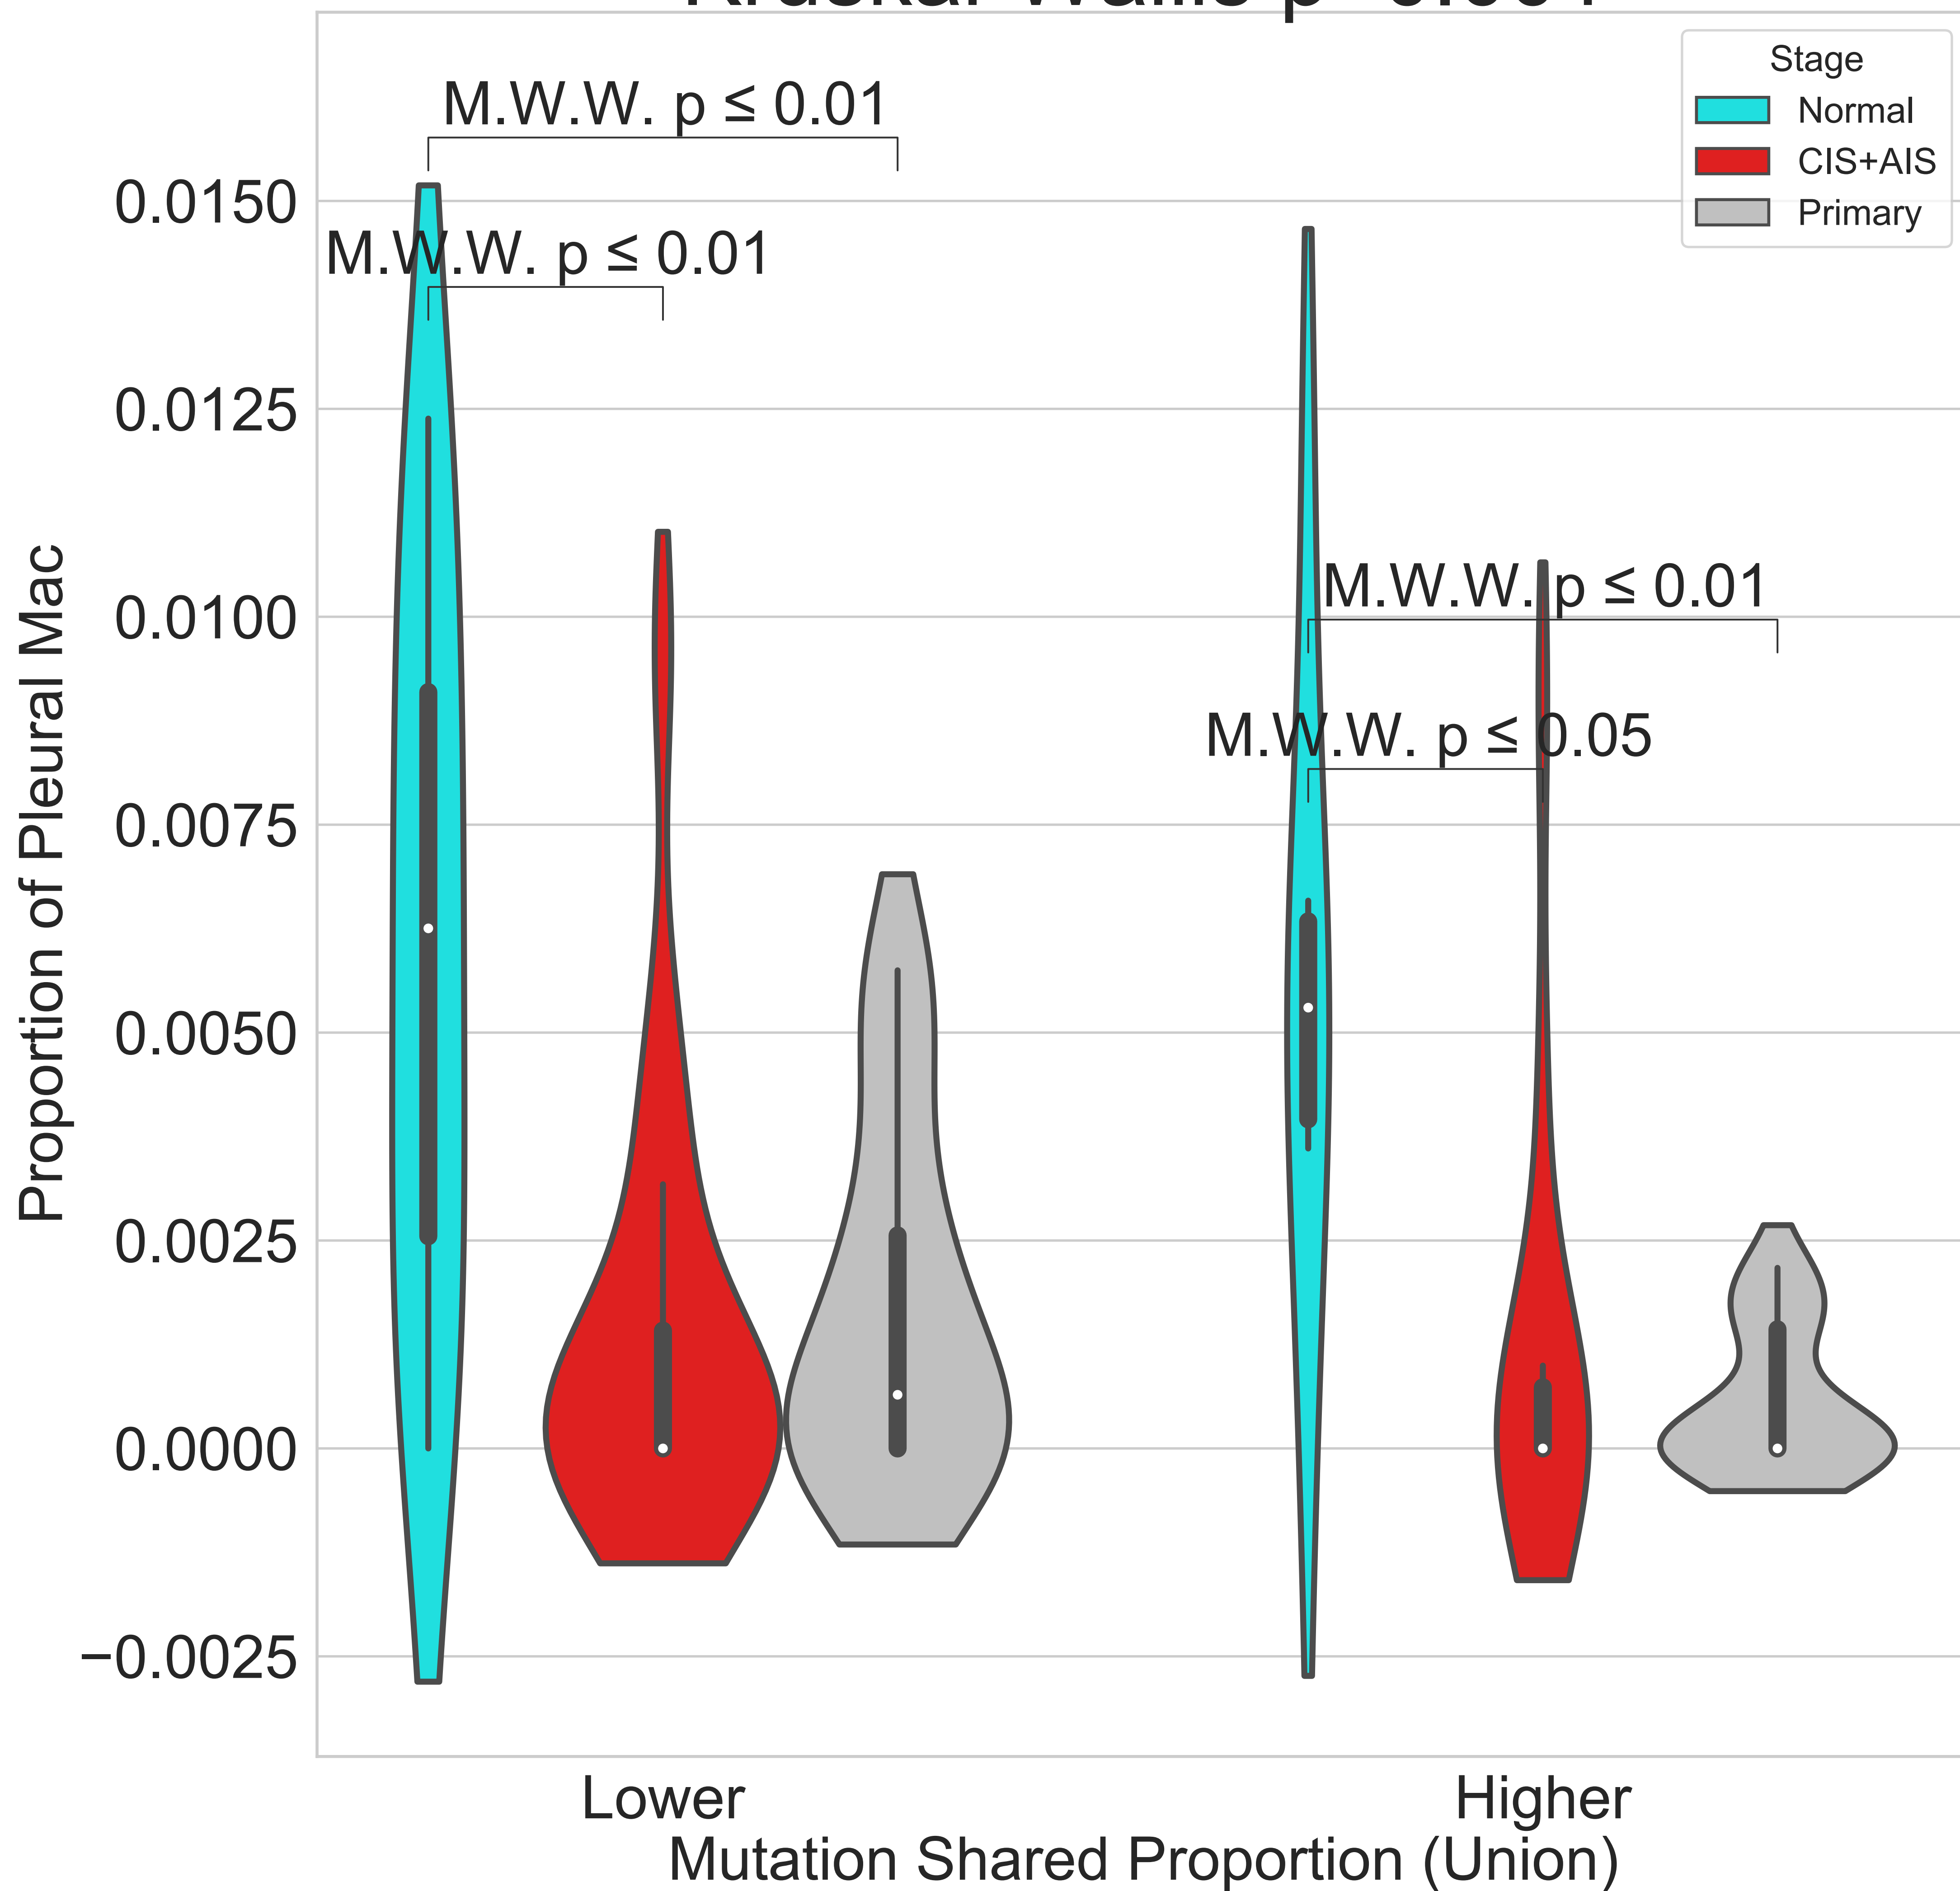 Stage
Normal
CIS+AIS
Primary
M.W.W. p ≤ 0.01
M.W.W. p ≤ 0.01
M.W.W. p ≤ 0.01
M.W.W. p ≤ 0.05
0.0150
0.0125
0.0100
0.0075
0.0050
0.0025
0.0000
−0.0025
Proportion of Pleural Mac
Lower
Higher
Mutation Shared Proportion (Union)